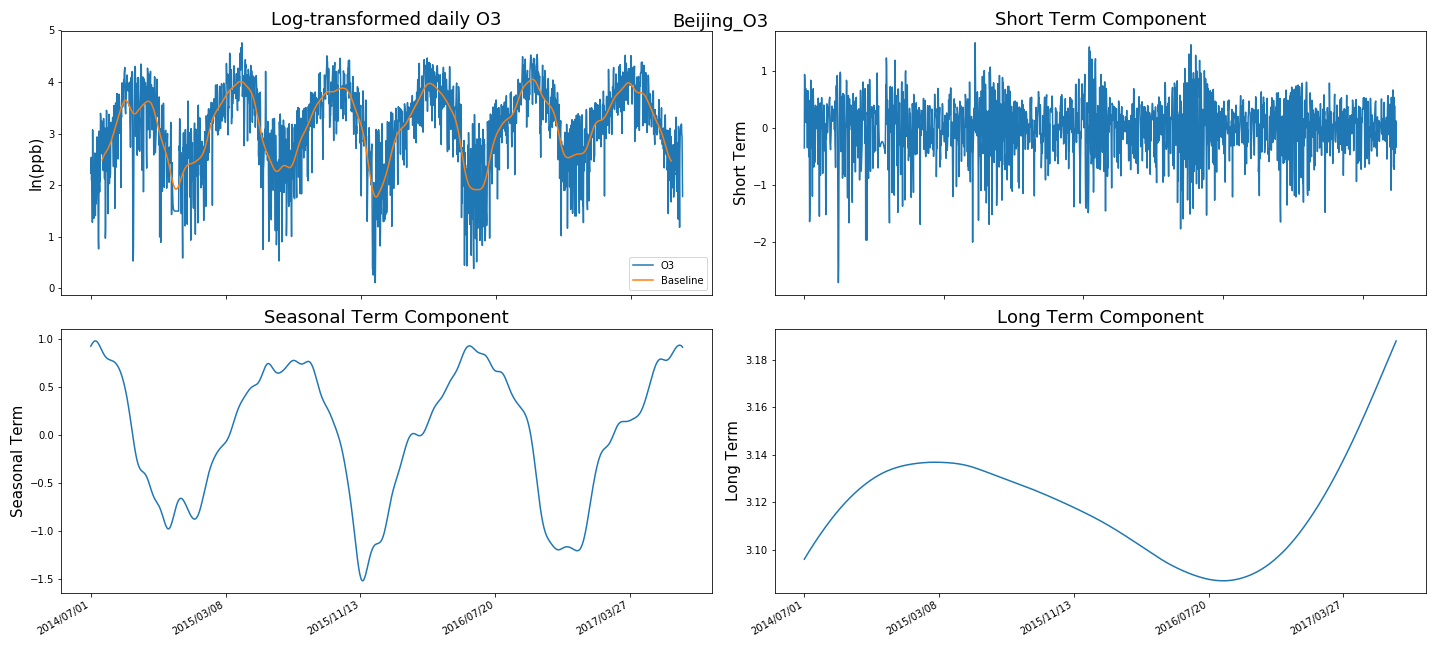 Beijing_O3
Log-transformed daily O3
ln(ppb)
5
4
3
2
1
0
O3
Baseline
Short Term Component
Short Term
1
0
−1
−2
Seasonal Term Component
Seasonal Term
1.0
0.5
0.0
−0.5
−1.0
−1.5
2014/07/01
2015/03/08
2015/11/13
2016/07/20
2017/03/27
Long Term Component
Long Term
3.18
3.16
3.14
3.12
3.10
2014/07/01
2015/03/08
2015/11/13
2016/07/20
2017/03/27